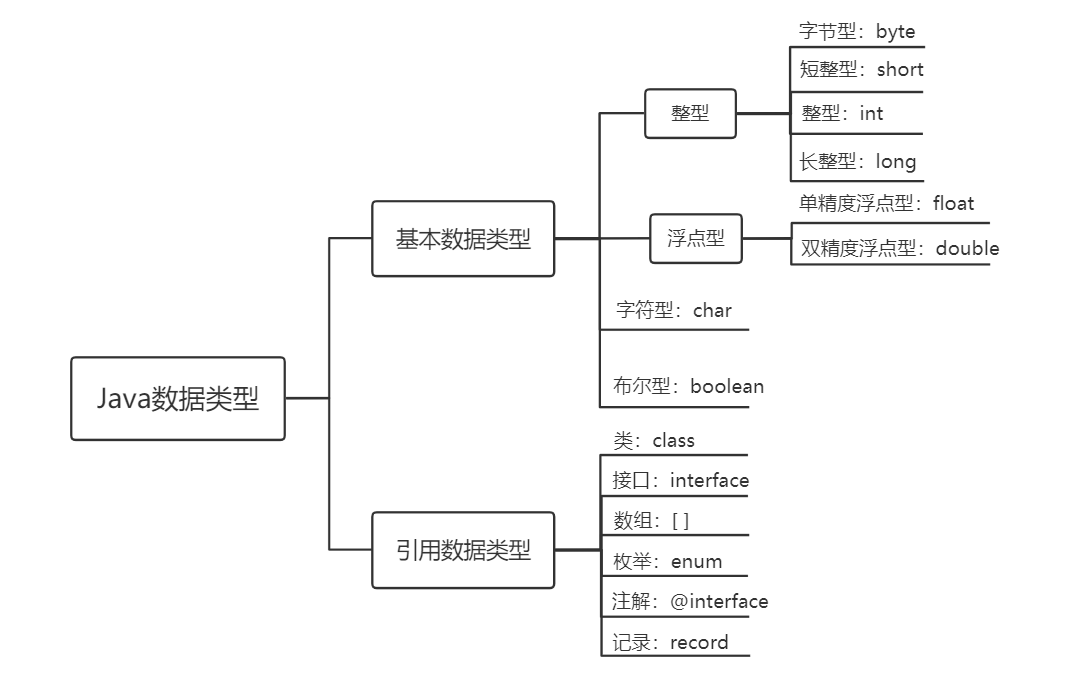 Java数据类型
基本数据类型
整型
字节型：byte
短整型：short
整型：int
长整型：long
浮点型
单精度浮点型：float
双精度浮点型：double
字符型：char
布尔型：boolean
引用数据类型
类：class
接口：interface
数组：[ ]
枚举：enum
注解：@interface
记录：record